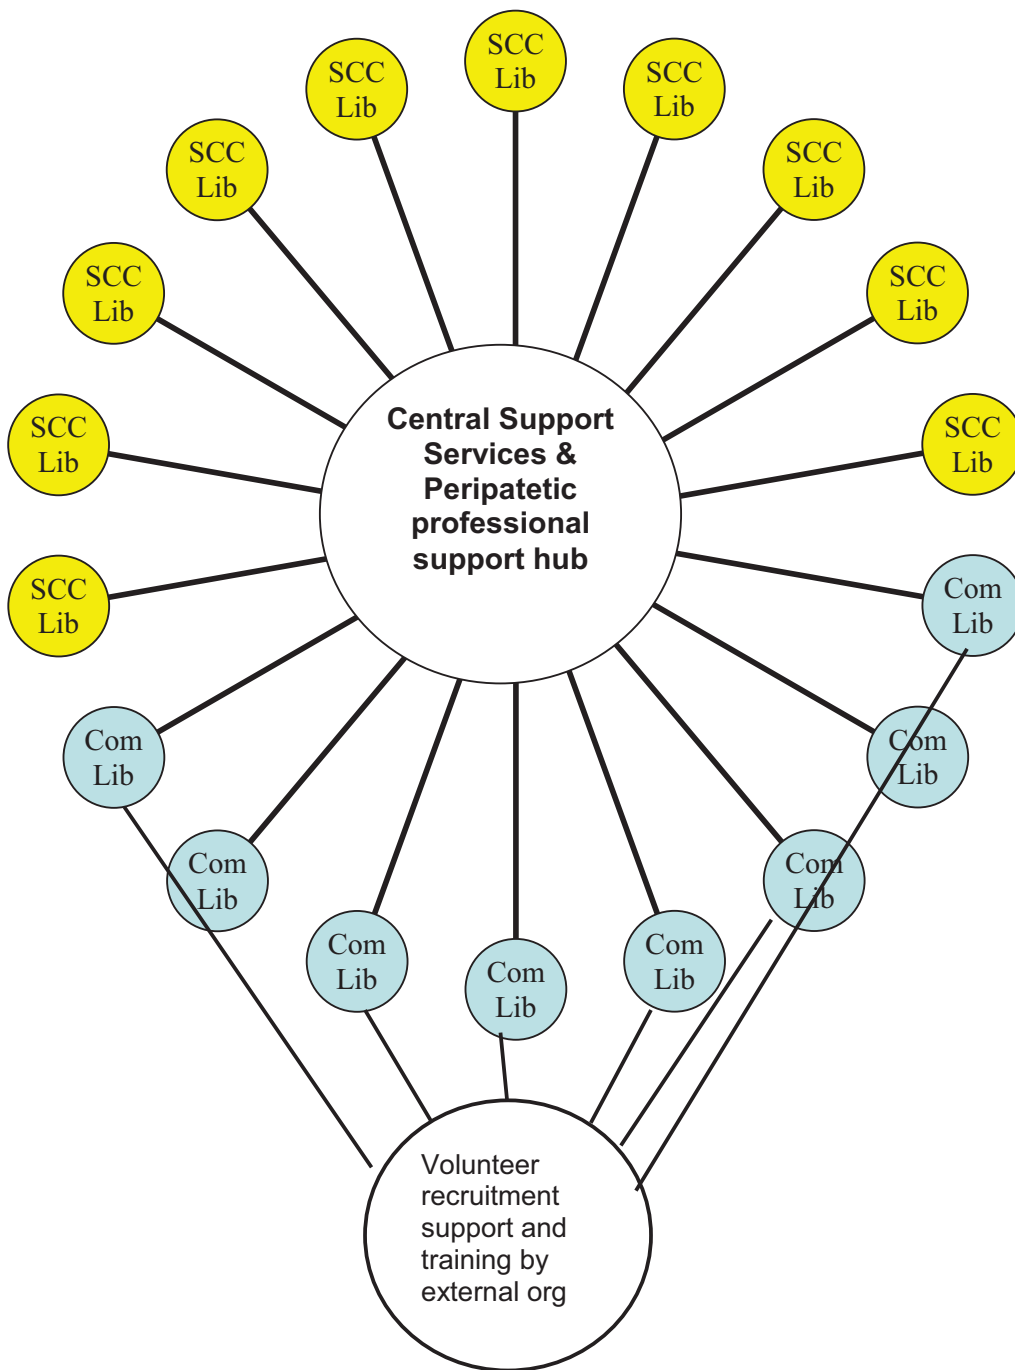 SCC
Lib
SCC
Lib
SCC
Lib
SCC
Lib
SCC
Lib
SCC
Lib
SCC
Lib
SCC
Lib
SCC
Lib
SCC
Lib
Central Support
Services &
Peripatetic
professional
support hub
SCC
Lib
Com
Lib
Com
Lib
Com
Lib
Com
Lib
Com
Lib
Com
Lib
Com
Lib
Com
Lib
Volunteer
recruitment
support and
training by
external org